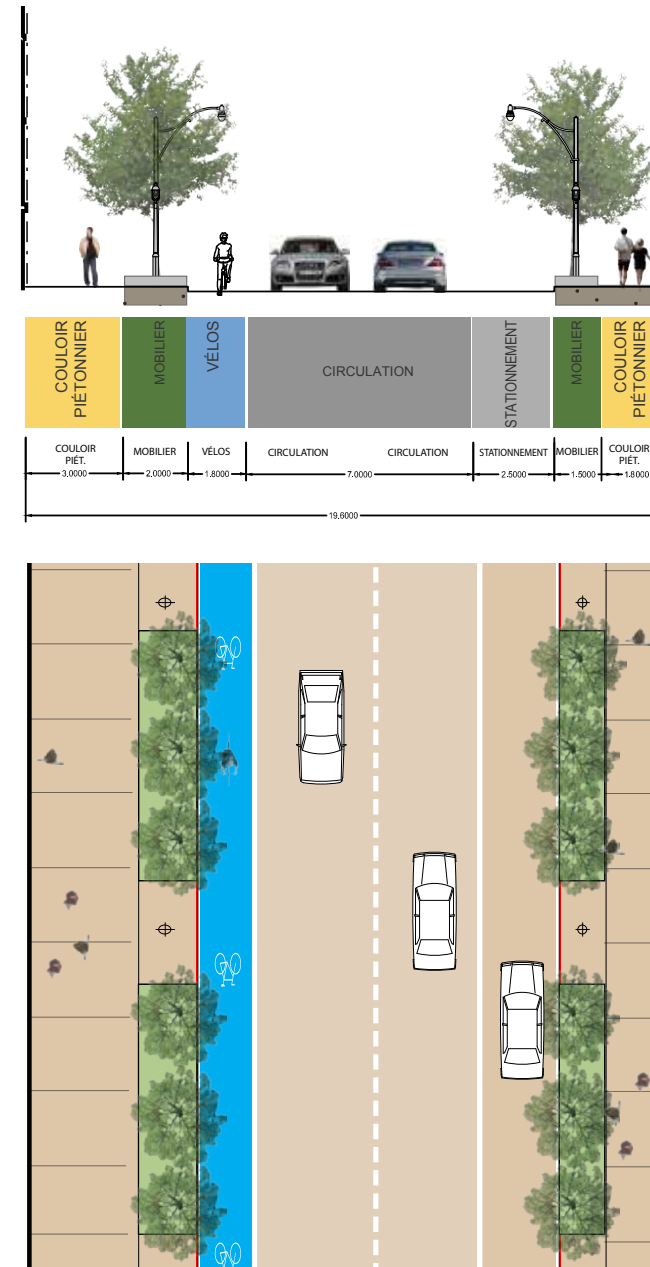 COULOIR
PIÉTONNIER
MOBILIER
VÉLOS
CIRCULATION
STATIONNEMENT
MOBILIER
COULOIR
PIÉTONNIER
COULOIR
PIÉT.
MOBILIER
VÉLOS
CIRCULATION
CIRCULATION
STATIONNEMENT
MOBILIER
COULOIR
PIÉT.
3.0000
2.0000
1.8000
7.0000
2.5000
1.5000
1.8000
19.6000